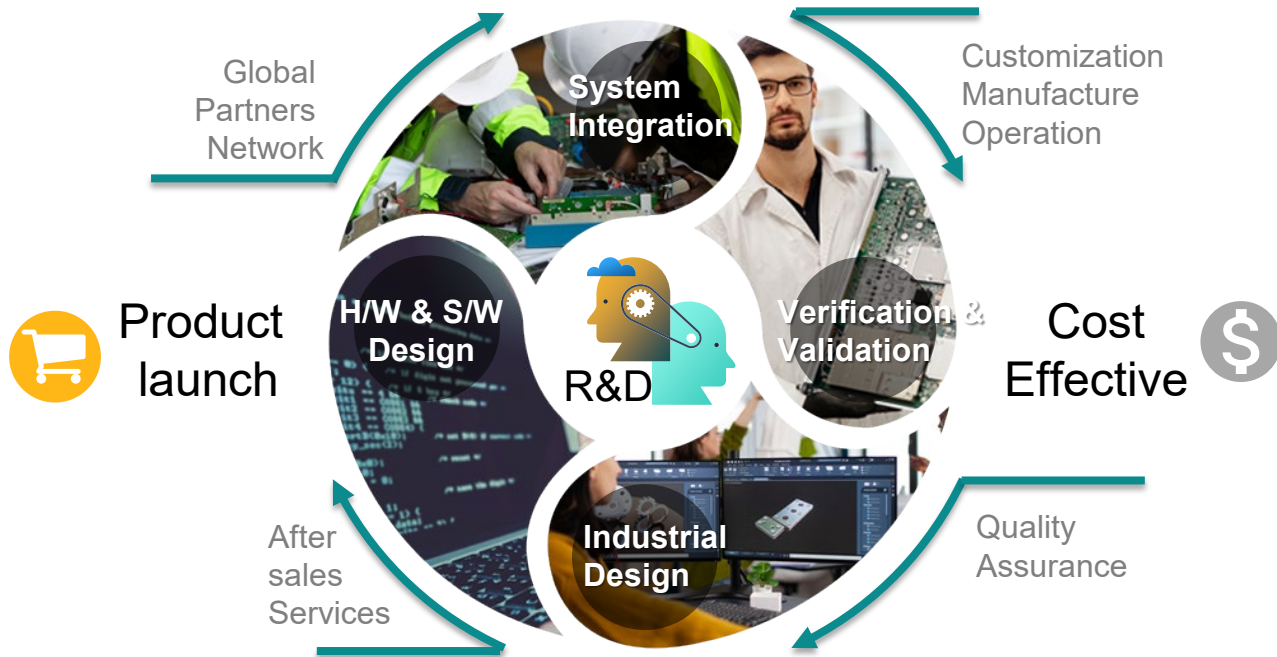 Global
Partners
Network
System
Integration
Customization
Manufacture
Operation
Product
launch
H/W & S/W
Design
R&D
Verification &
Validation
Cost
Effective
$
After
sales
Services
Industrial
Design
Quality
Assurance